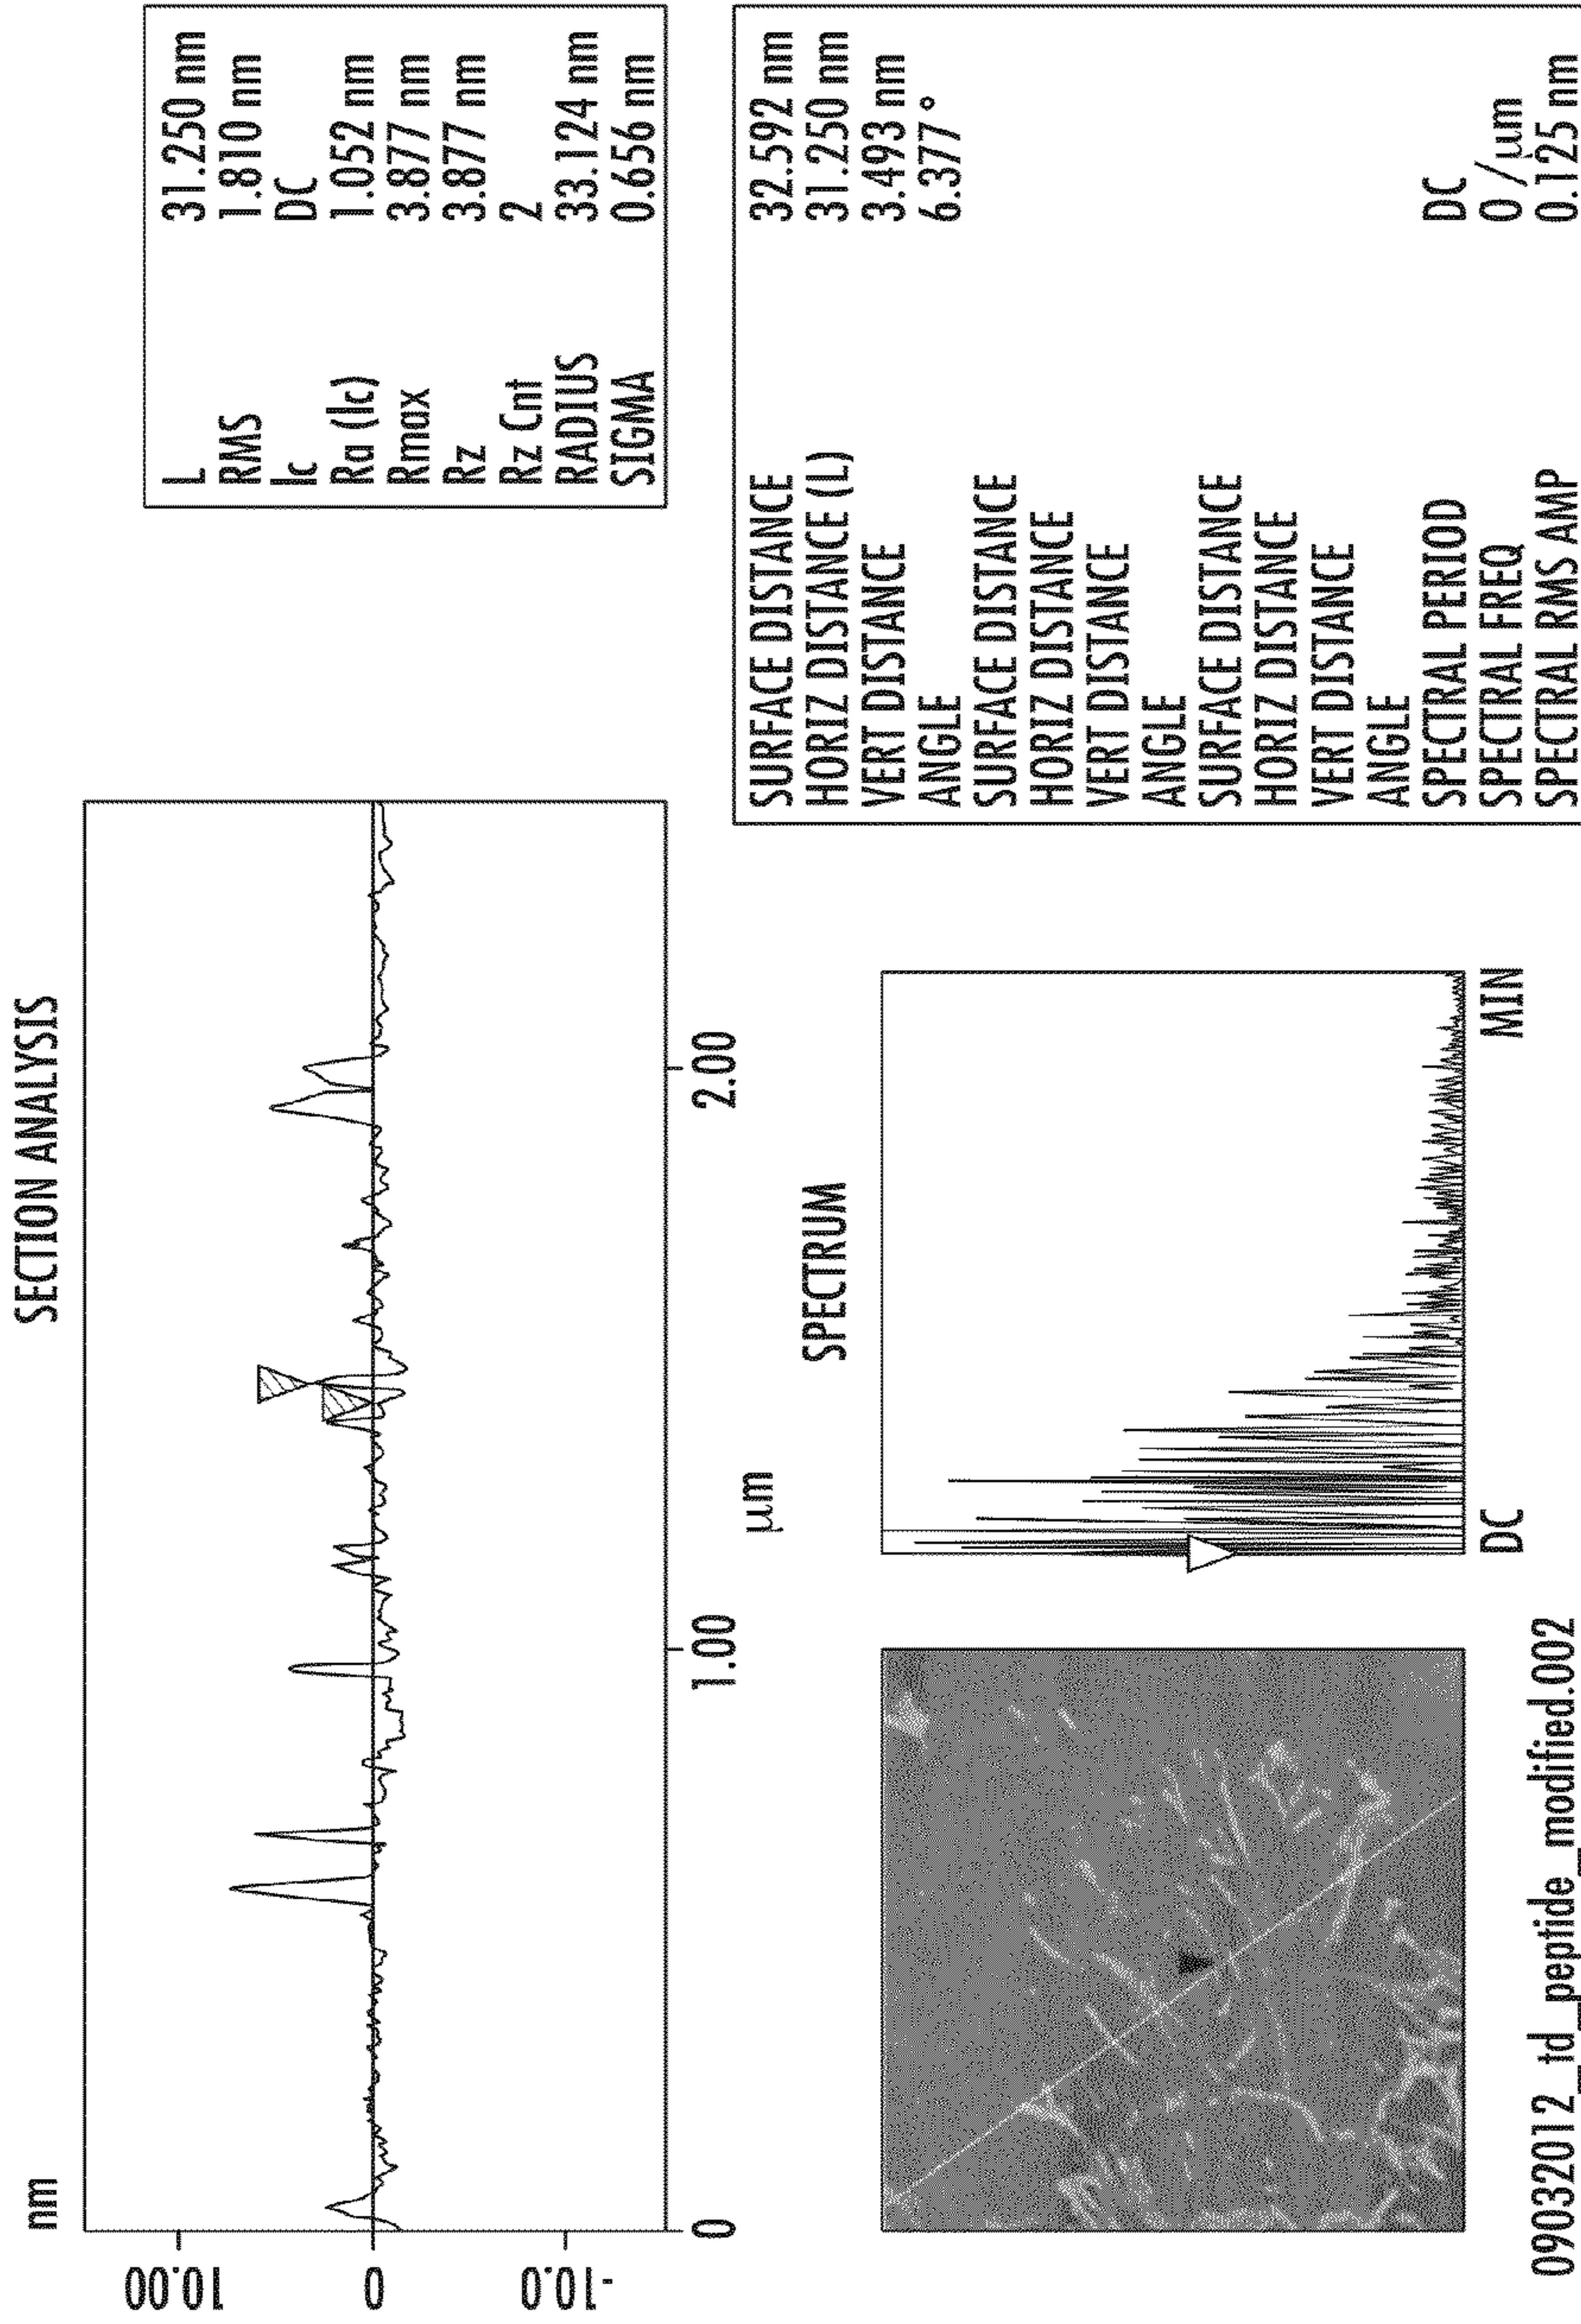 SECTION ANALYSIS
nm
10.00
0
-10.0
0
1.00
2.00
µm
L 31.250 nm
RMS 1.810 nm
lc DC
Ra (lc) 1.052 nm
Rmax 3.877 nm
Rz 3.877 nm
Rz Cnt 2
RADIUS 33.124 nm
SIGMA 0.656 nm
SPECTRUM
DC
MIN
SURFACE DISTANCE 32.592 nm
HORIZ DISTANCE (L) 31.250 nm
VERT DISTANCE 3.493 nm
ANGLE 6.377°
SURFACE DISTANCE
HORIZ DISTANCE
VERT DISTANCE
ANGLE
SURFACE DISTANCE
HORIZ DISTANCE
VERT DISTANCE
ANGLE
SPECTRAL PERIOD DC
SPECTRAL FREQ 0 /µm
SPECTRAL RMS AMP 0.125 nm
09032012_td_peptide_modified.002